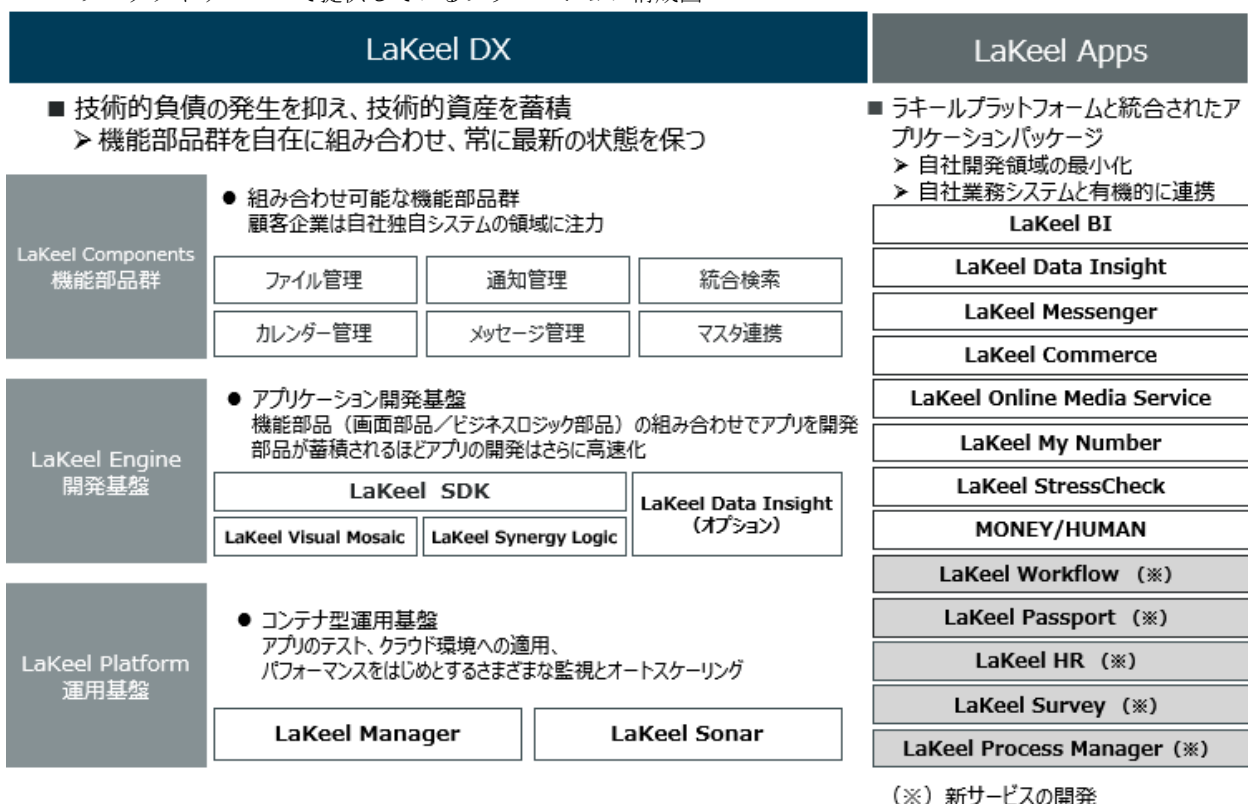 LaKeel DX
■ 技術的負債の発生を抑え、技術的資産を蓄積
➢ 機能部品群を自在に組み合わせ、常に最新の状態を保つ
LaKeel Components
機能部品群
● 組み合わせ可能な機能部品群
顧客企業は自社独自システムの領域に注力
ファイル管理
通知管理
統合検索
カレンダー管理
メッセージ管理
マスタ連携
LaKeel Engine
開発基盤
● アプリケーション開発基盤
機能部品（画面部品／ビジネスロジック部品）の組み合わせでアプリを開発
部品が蓄積されるほどアプリの開発はさらに高速化
LaKeel SDK
LaKeel Visual Mosaic
LaKeel Synergy Logic
LaKeel Data Insight
（オプション）
LaKeel Platform
運用基盤
● コンテナ型運用基盤
アプリのテスト、クラウド環境への適用、
パフォーマンスをはじめとするさまざまな監視とオートスケーリング
LaKeel Manager
LaKeel Sonar
LaKeel Apps
■ ラキールプラットフォームと統合されたア
プリケーションパッケージ
➢ 自社開発領域の最小化
➢ 自社業務システムと有機的に連携
LaKeel BI
LaKeel Data Insight
LaKeel Messenger
LaKeel Commerce
LaKeel Online Media Service
LaKeel My Number
LaKeel StressCheck
MONEY/HUMAN
LaKeel Workflow （※）
LaKeel Passport （※）
LaKeel HR （※）
LaKeel Survey （※）
LaKeel Process Manager（※）
（※）新サービスの開発